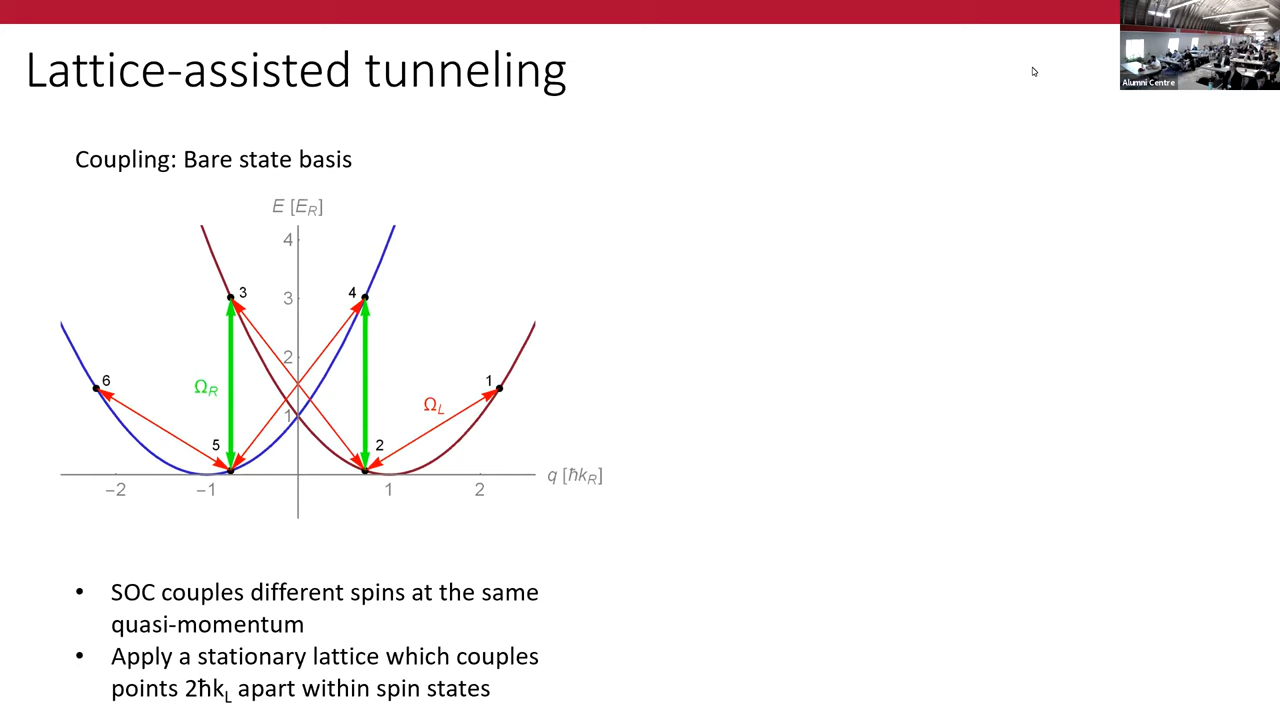 Lattice-assisted tunneling
Alumni Centre
Coupling: Bare state basis
E [E_R]
4
3
2
1
3
4
6
1
5
2
Ω_R
Ω_L
−2
−1
1
2
q [ħk_R]
• SOC couples different spins at the same
quasi-momentum
• Apply a stationary lattice which couples
points 2ħk_L apart within spin states